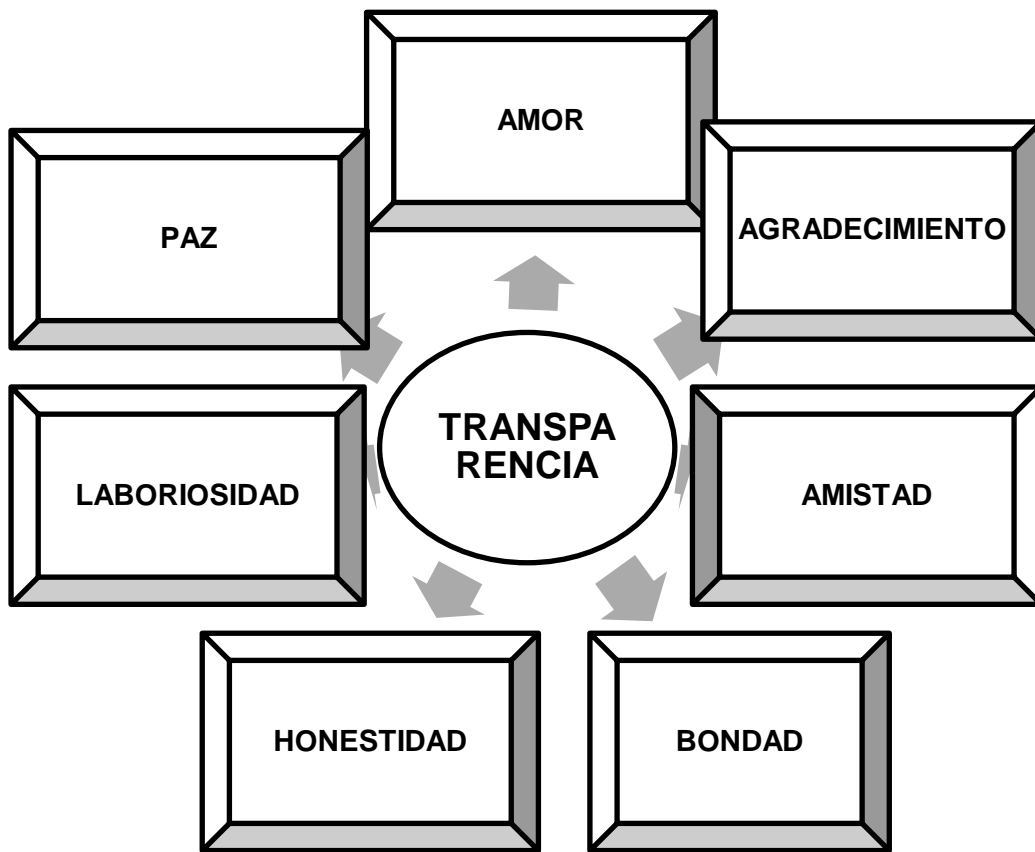 AMOR
PAZ
AGRADECIMIENTO
TRANSPA
RENCIA
LABORIOSIDAD
AMISTAD
HONESTIDAD
BONDAD